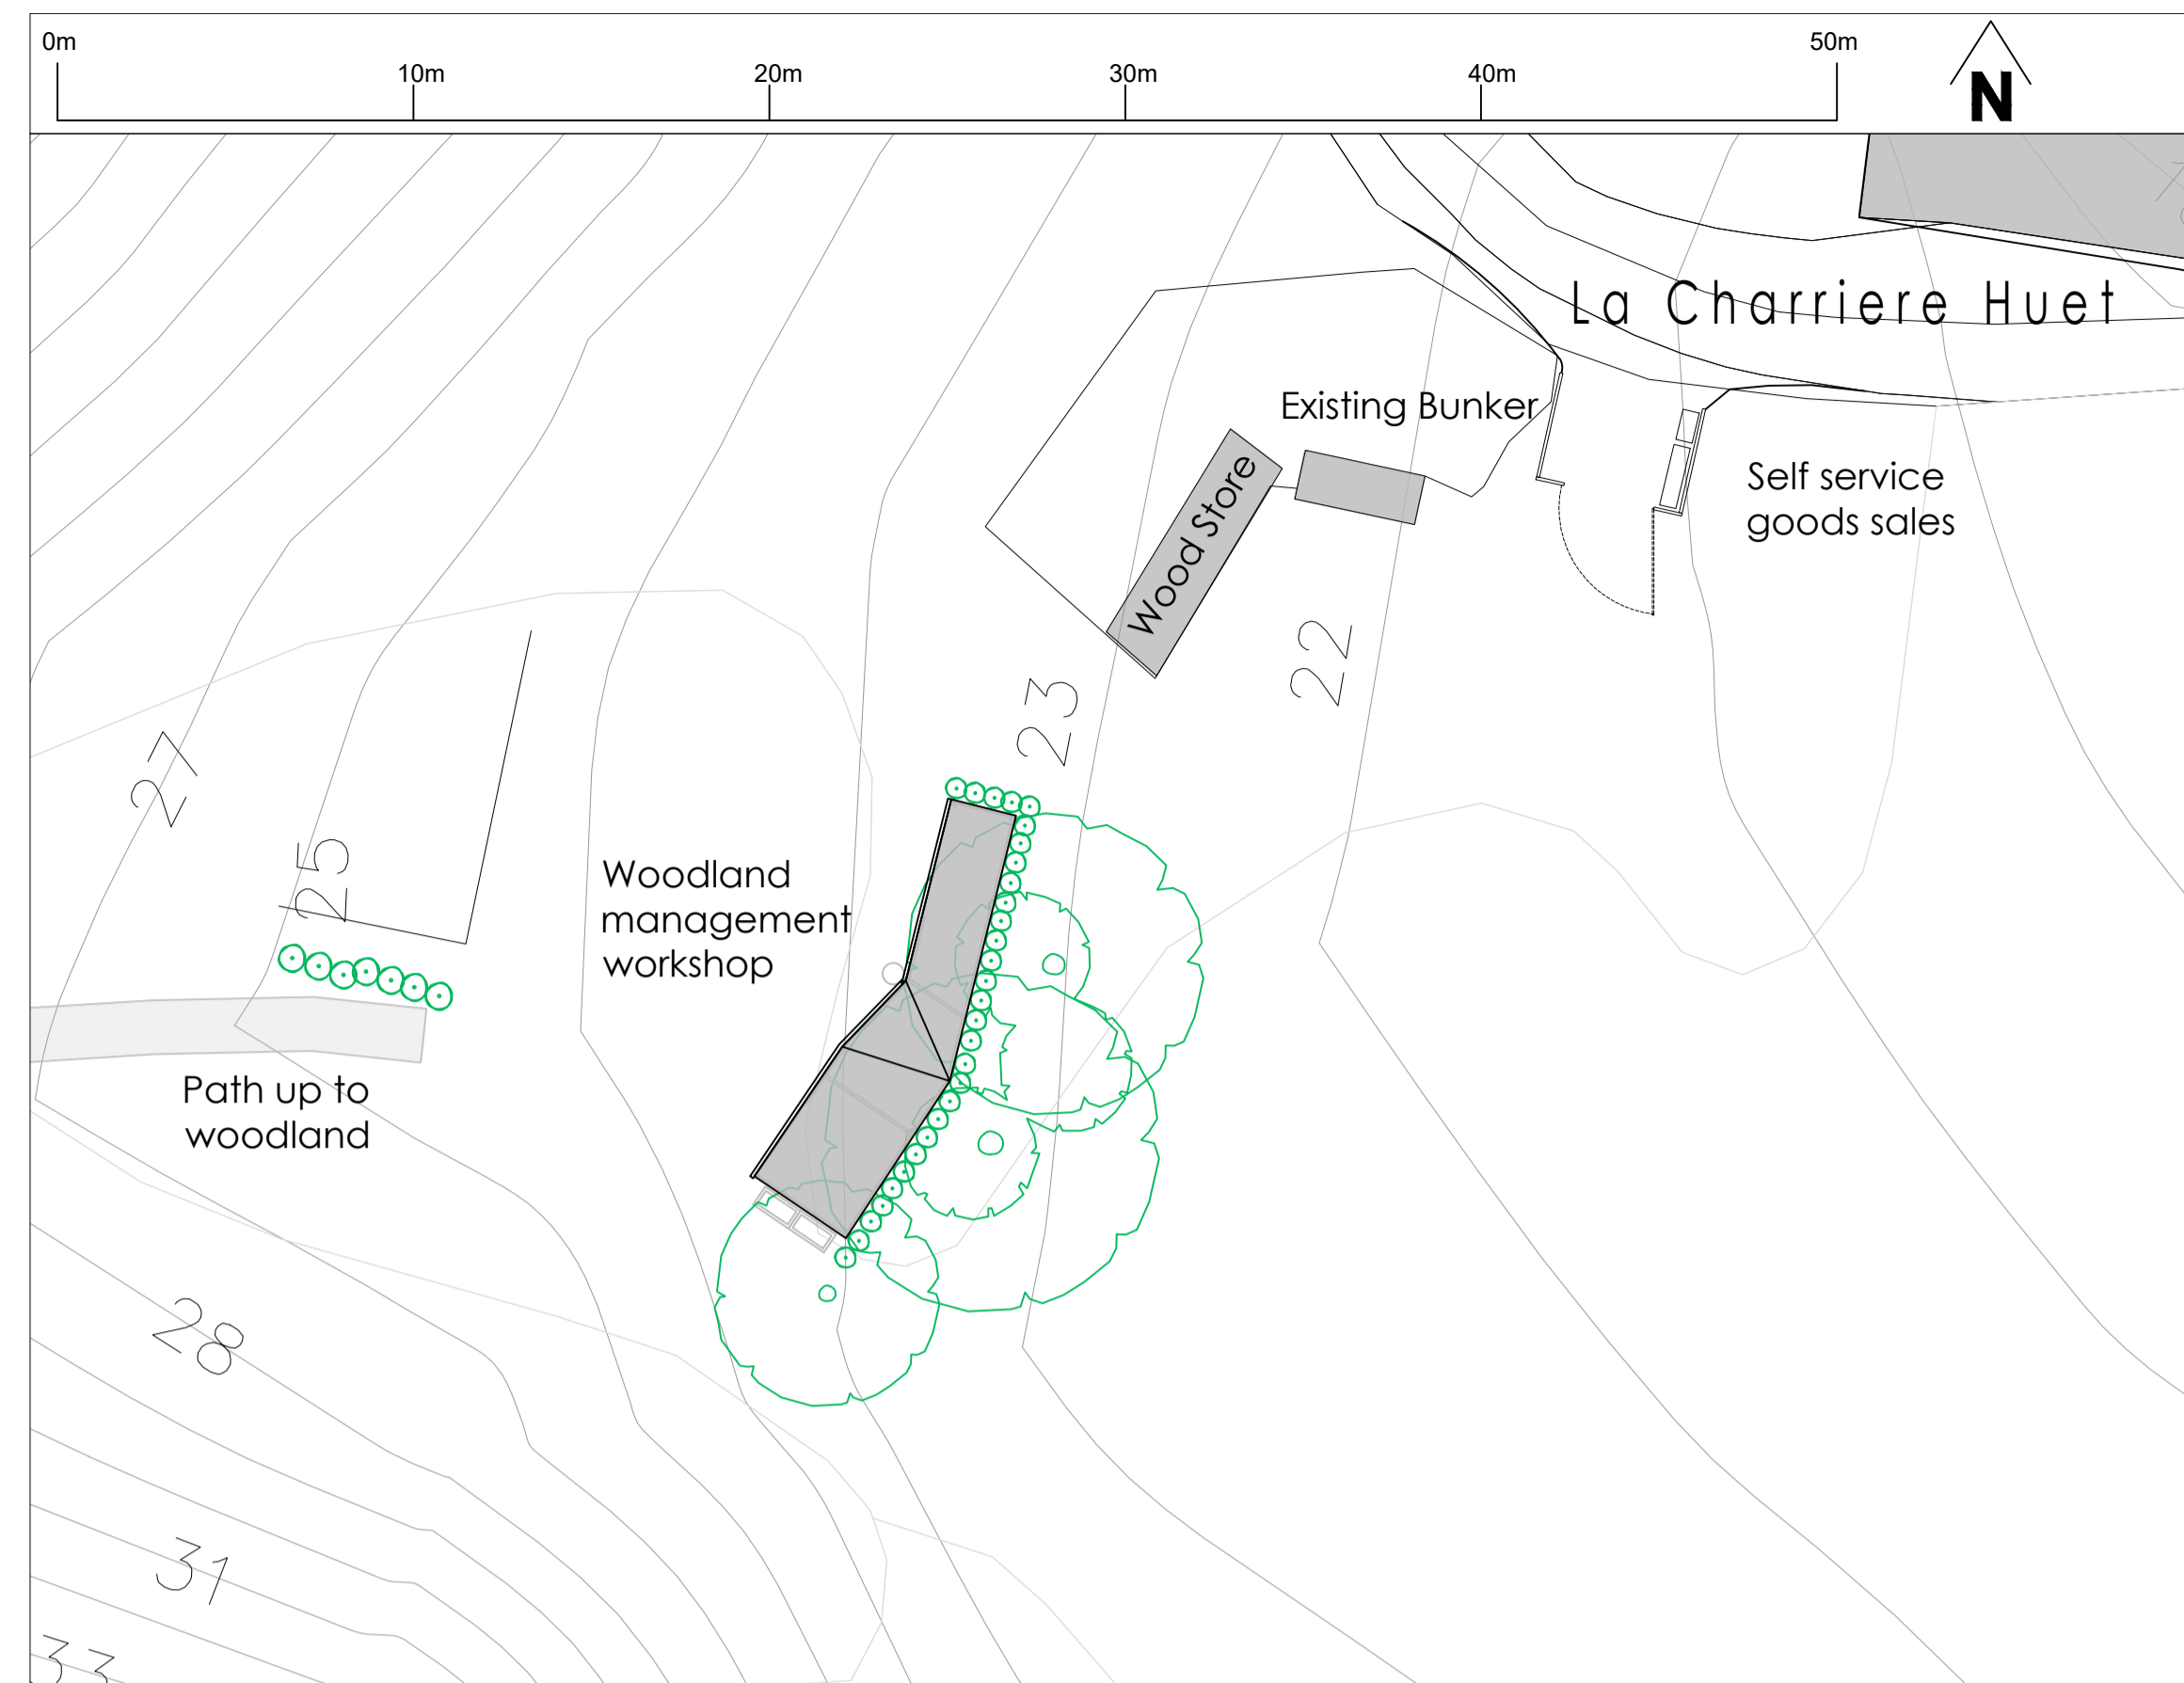 0m
10m
20m
30m
40m
50m
N
La Charriere Huet
Existing Bunker
Self service
goods sales
Wood Store
22
23
27
25
Woodland
management
workshop
Path up to
woodland
28
31
33